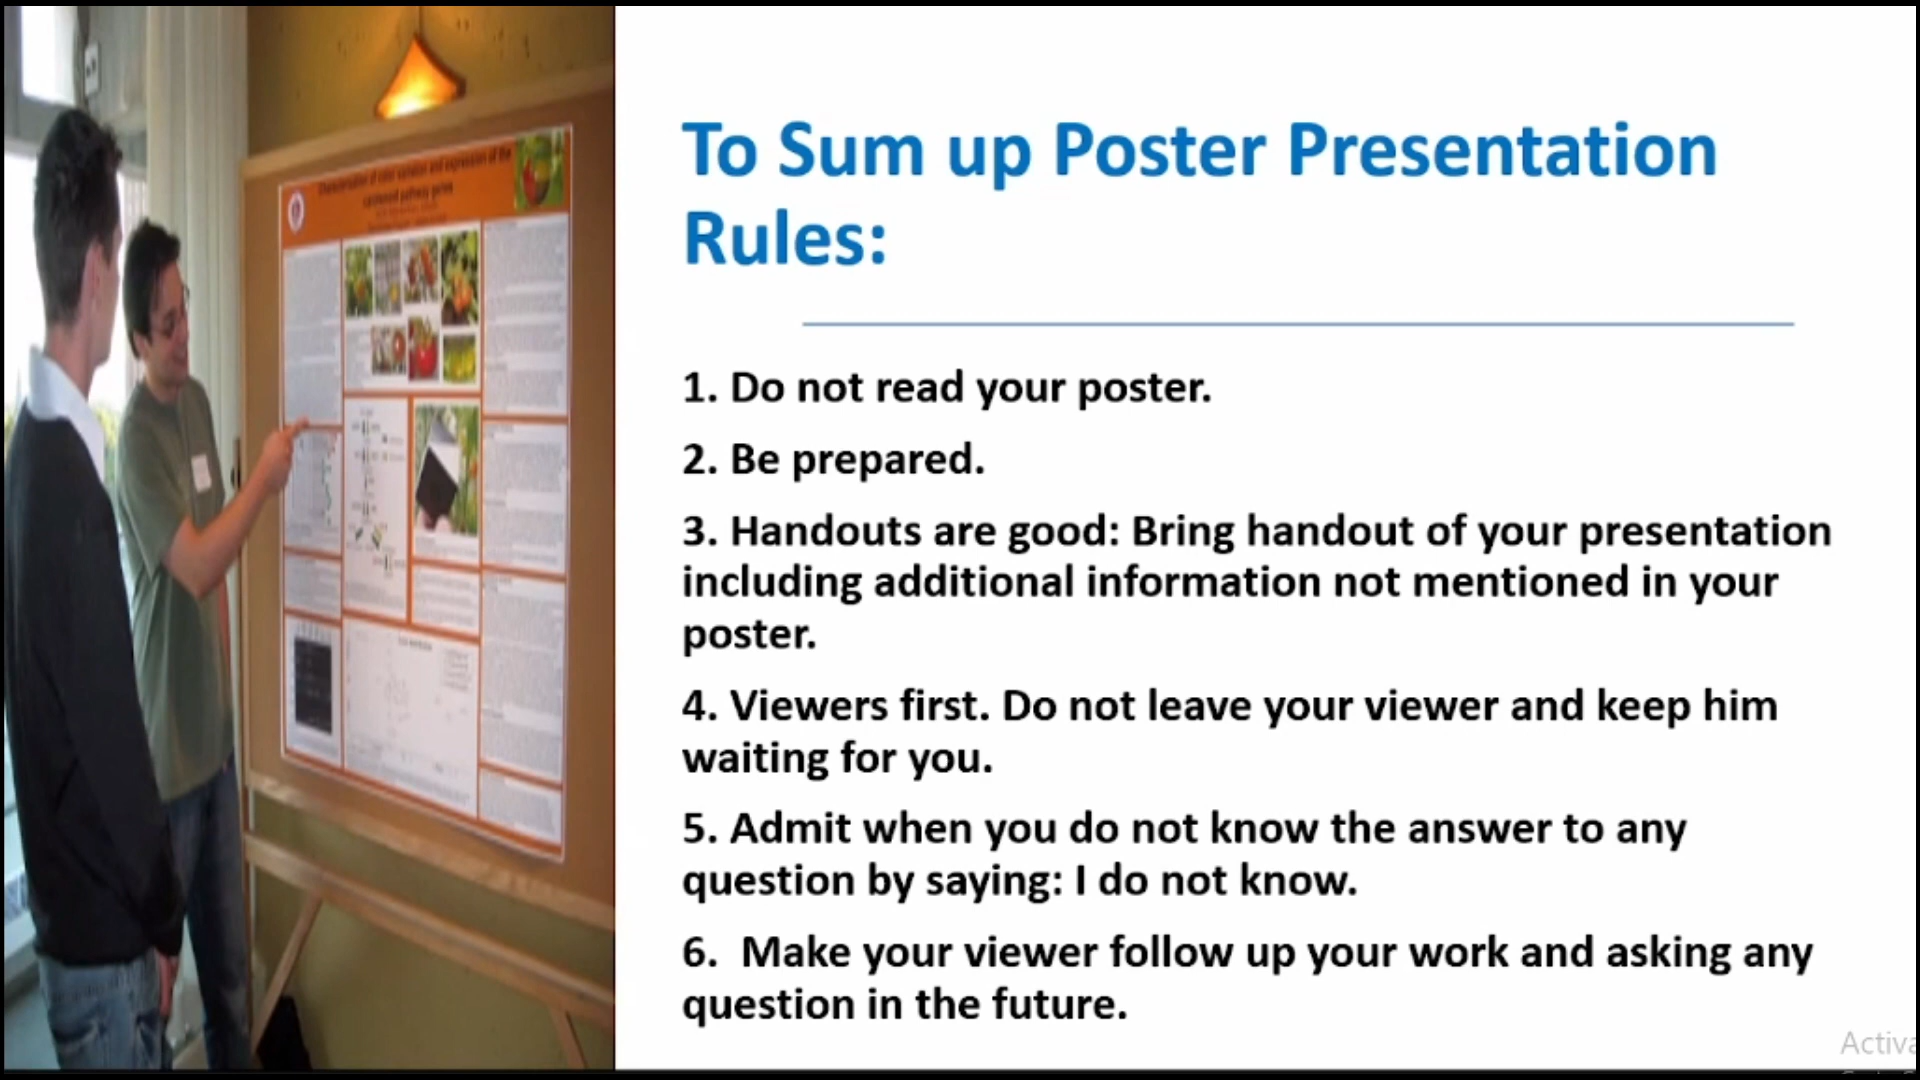 To Sum up Poster Presentation
Rules:
1. Do not read your poster.
2. Be prepared.
3. Handouts are good: Bring handout of your presentation
including additional information not mentioned in your
poster.
4. Viewers first. Do not leave your viewer and keep him
waiting for you.
5. Admit when you do not know the answer to any
question by saying: I do not know.
6.  Make your viewer follow up your work and asking any
question in the future.
Activa